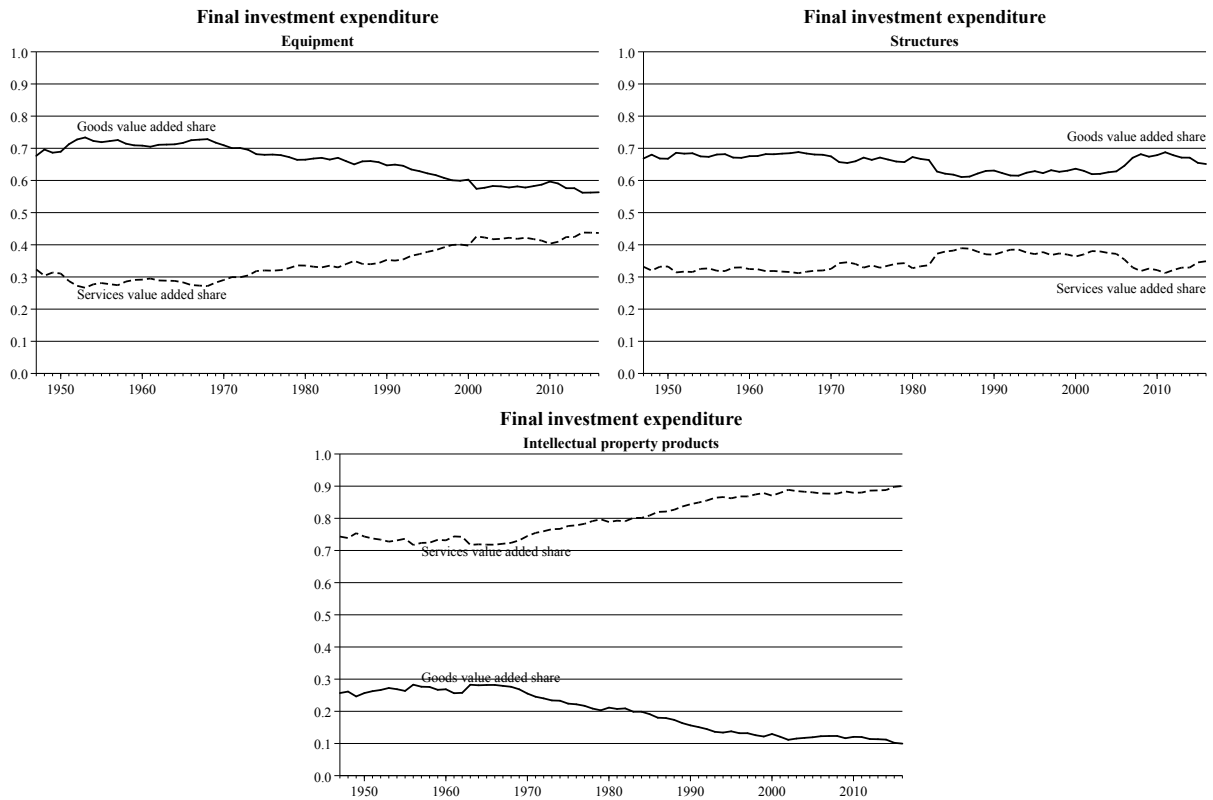 Final investment expenditure
Equipment
1.0
0.9
0.8
0.7
0.6
0.5
0.4
0.3
0.2
0.1
0.0
Goods value added share
Services value added share
1950 1960 1970 1980 1990 2000 2010
Final investment expenditure
Structures
1.0
0.9
0.8
0.7
0.6
0.5
0.4
0.3
0.2
0.1
0.0
Goods value added share
Services value added share
1950 1960 1970 1980 1990 2000 2010
Final investment expenditure
Intellectual property products
1.0
0.9
0.8
0.7
0.6
0.5
0.4
0.3
0.2
0.1
0.0
Services value added share
Goods value added share
1950 1960 1970 1980 1990 2000 2010